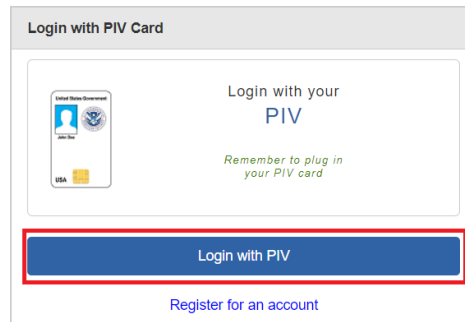 Login with PIV Card
United States Government
John Doe
USA
Login with your
PIV
Remember to plug in
your PIV card
Login with PIV
Register for an account